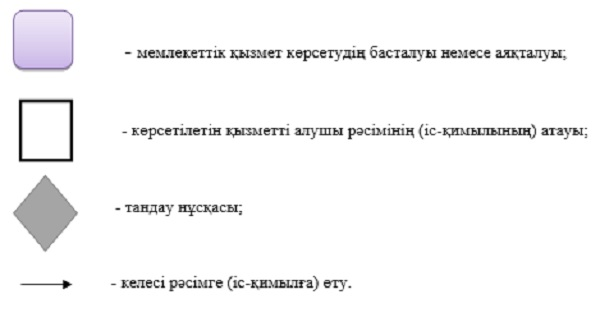 - мемлекеттік қызмет көрсетудің басталуы немесе аяқталуы;
- көрсетілетін қызметті алушы рәсімінің (іс-қимылының) атауы;
- таңдау нұсқасы;
- келесі рәсімге (іс-қимылға) өту.